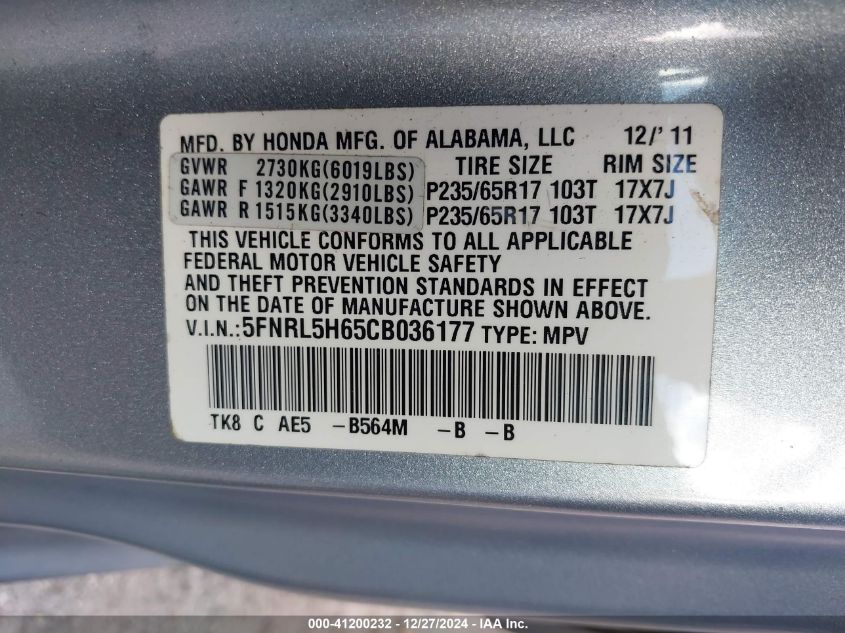 MFD. BY HONDA MFG. OF ALABAMA, LLC 12/' 11
GVWR 2730KG(6019LBS) TIRE SIZE RIM SIZE
GAWR F 1320KG(2910LBS) P235/65R17 103T 17X7J
GAWR R 1515KG(3340LBS) P235/65R17 103T 17X7J
THIS VEHICLE CONFORMS TO ALL APPLICABLE
FEDERAL MOTOR VEHICLE SAFETY
AND THEFT PREVENTION STANDARDS IN EFFECT
ON THE DATE OF MANUFACTURE SHOWN ABOVE.
V.I.N.: 5FNRL5H65CB036177 TYPE: MPV
TK8 C AE5 -B564M -B -B
000-41200232 - 12/27/2024 - IAA Inc.